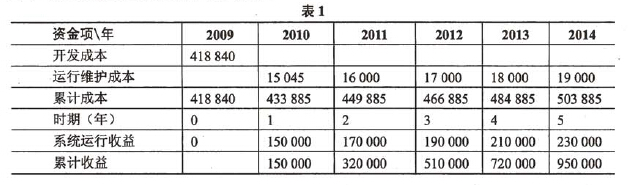 表1
资金项\年 2009 2010 2011 2012 2013 2014
开发成本 418 840
运行维护成本 15 045 16 000 17 000 18 000 19 000
累计成本 418 840 433 885 449 885 466 885 484 885 503 885
时期（年） 0 1 2 3 4 5
系统运行收益 0 150 000 170 000 190 000 210 000 230 000
累计收益 150 000 320 000 510 000 720 000 950 000